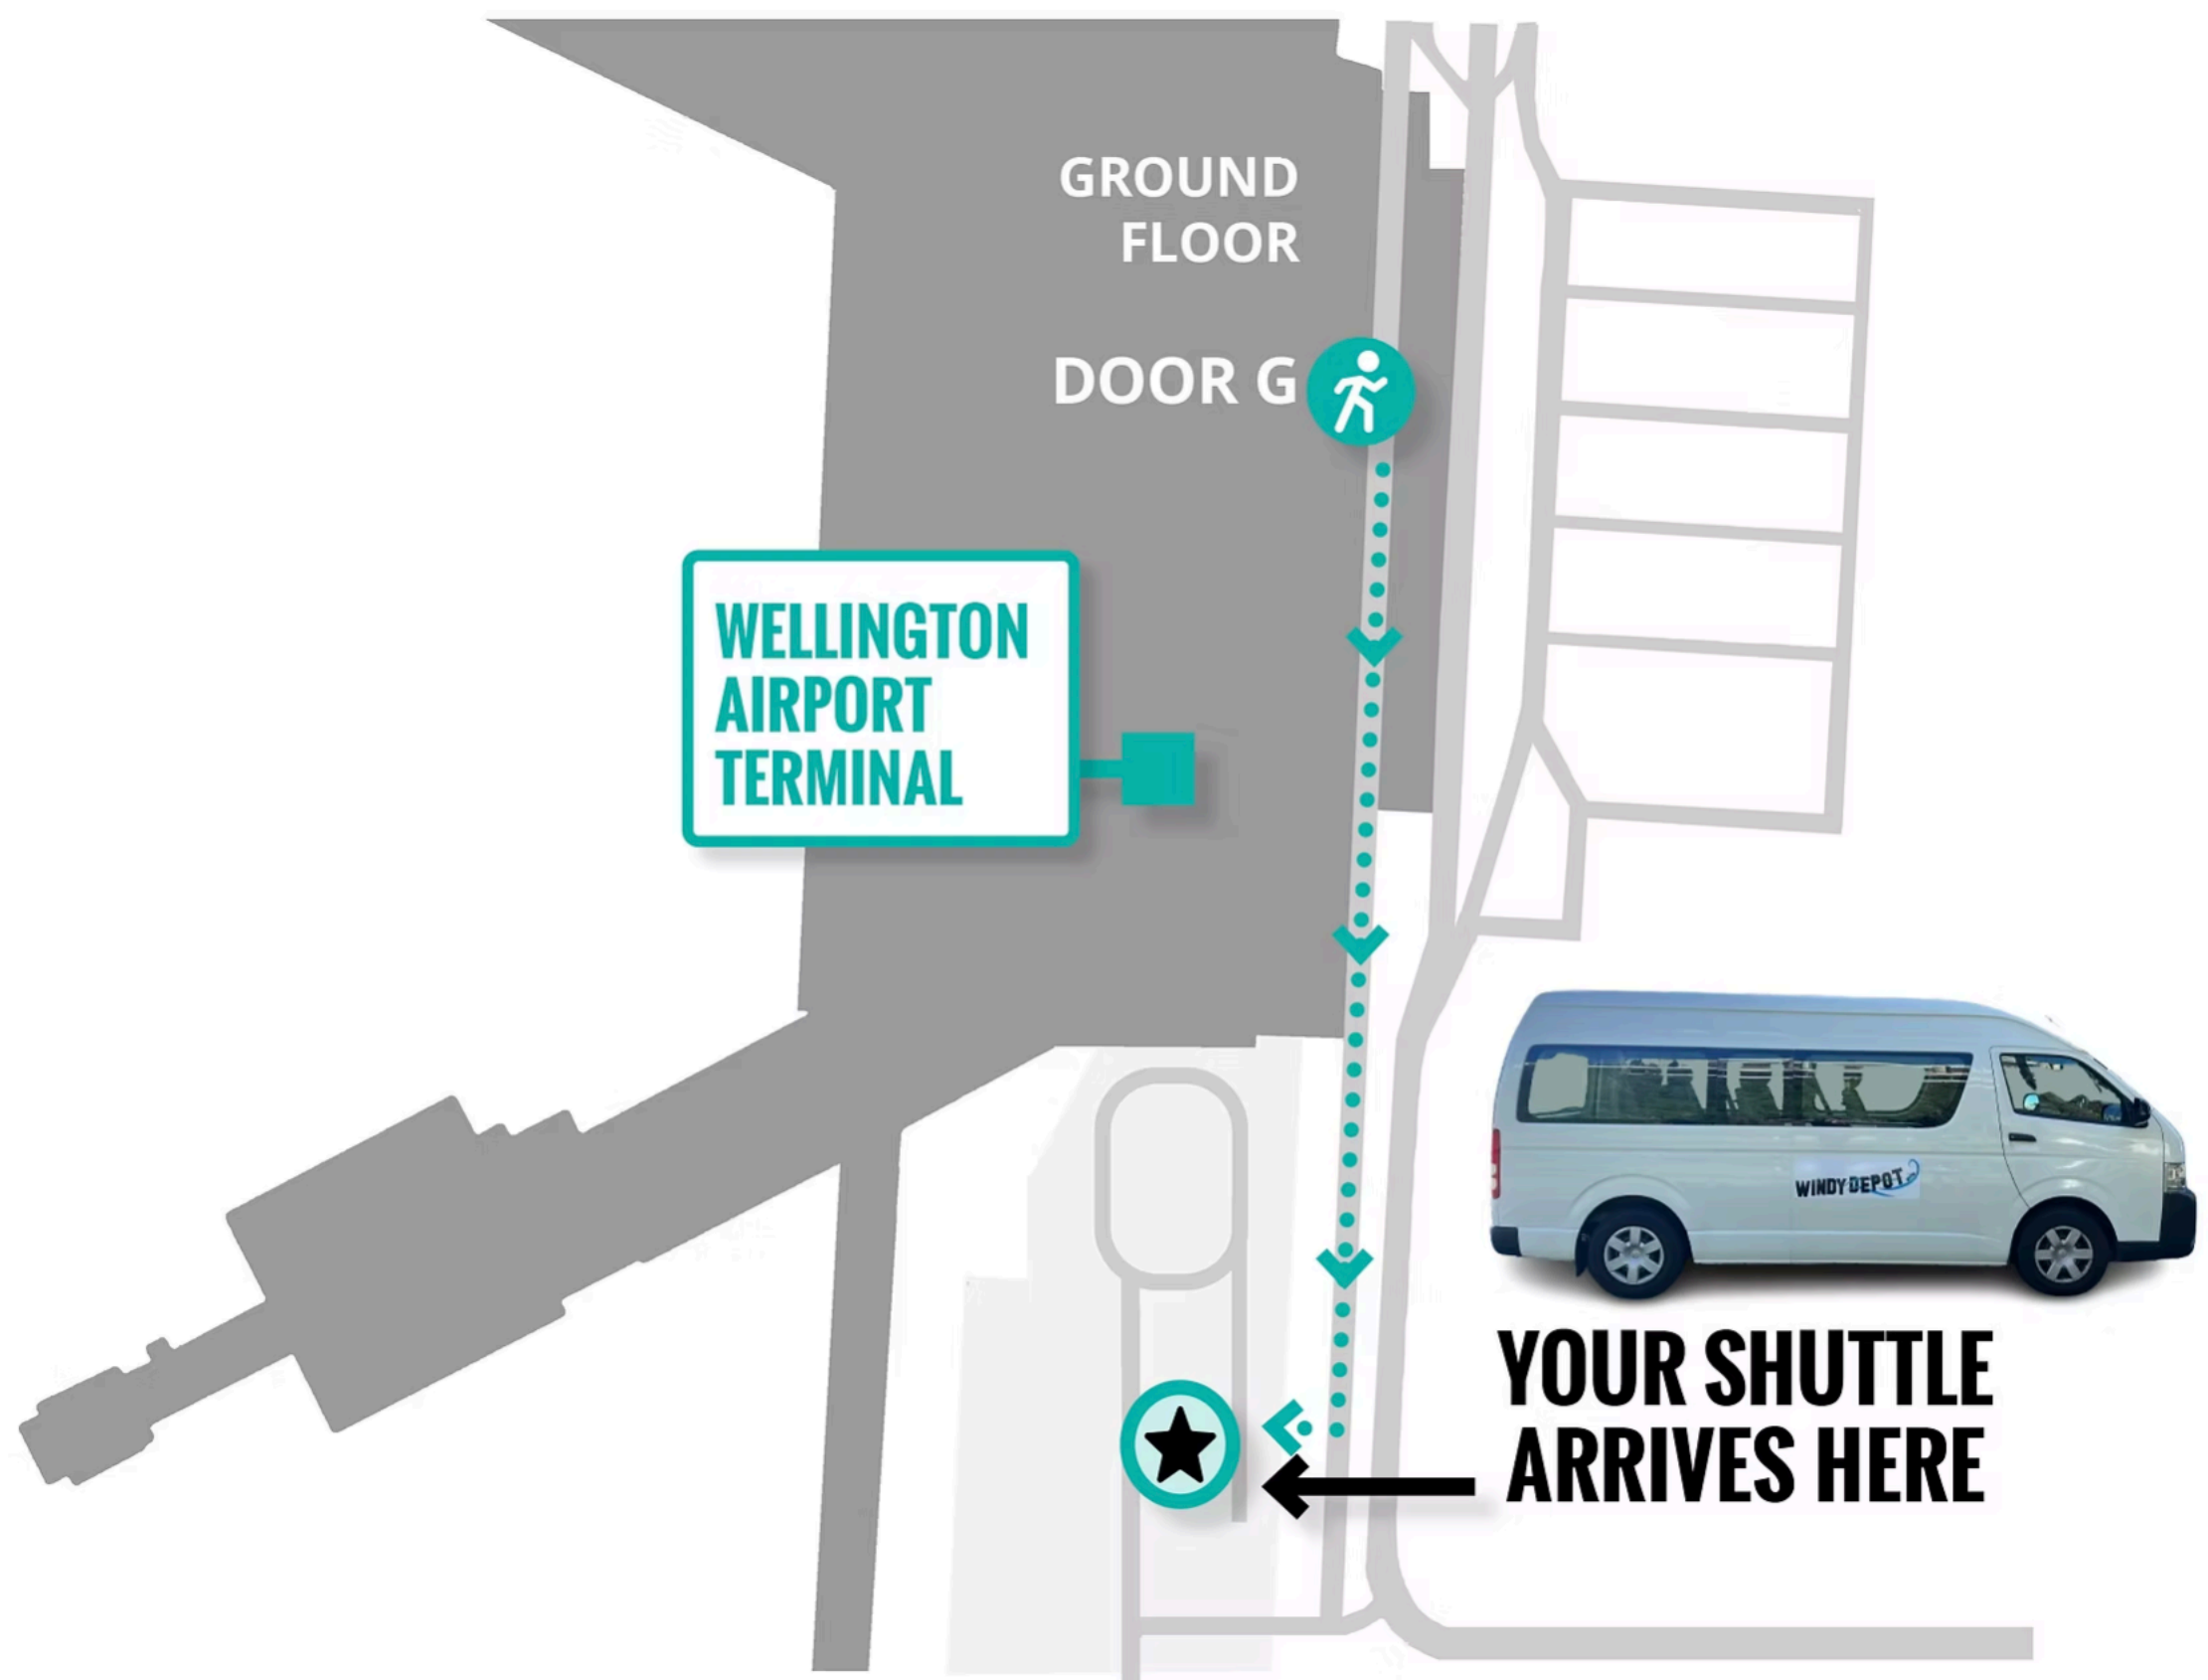 GROUND
FLOOR
DOOR G
WELLINGTON
AIRPORT
TERMINAL
WINDY DEPOT
YOUR SHUTTLE
ARRIVES HERE